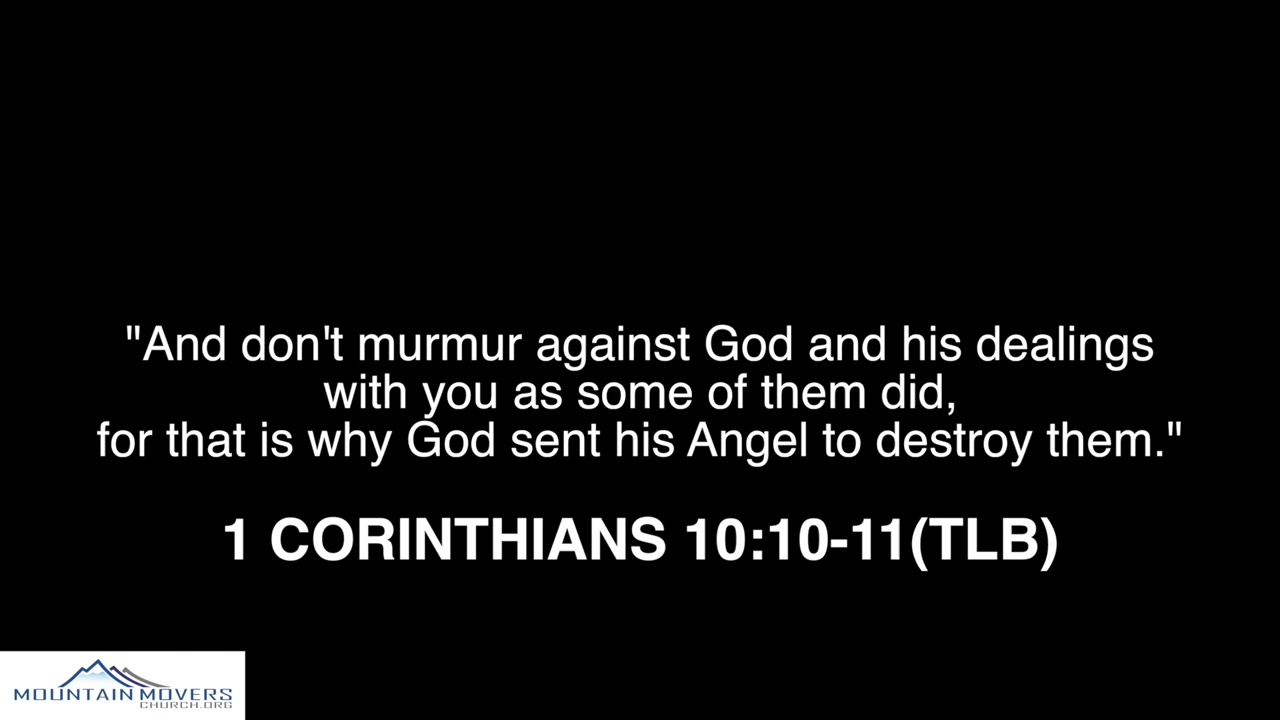 "And don't murmur against God and his dealings
with you as some of them did,
for that is why God sent his Angel to destroy them."
1 CORINTHIANS 10:10-11(TLB)
MOUNTAIN MOVERS
CHURCH.ORG